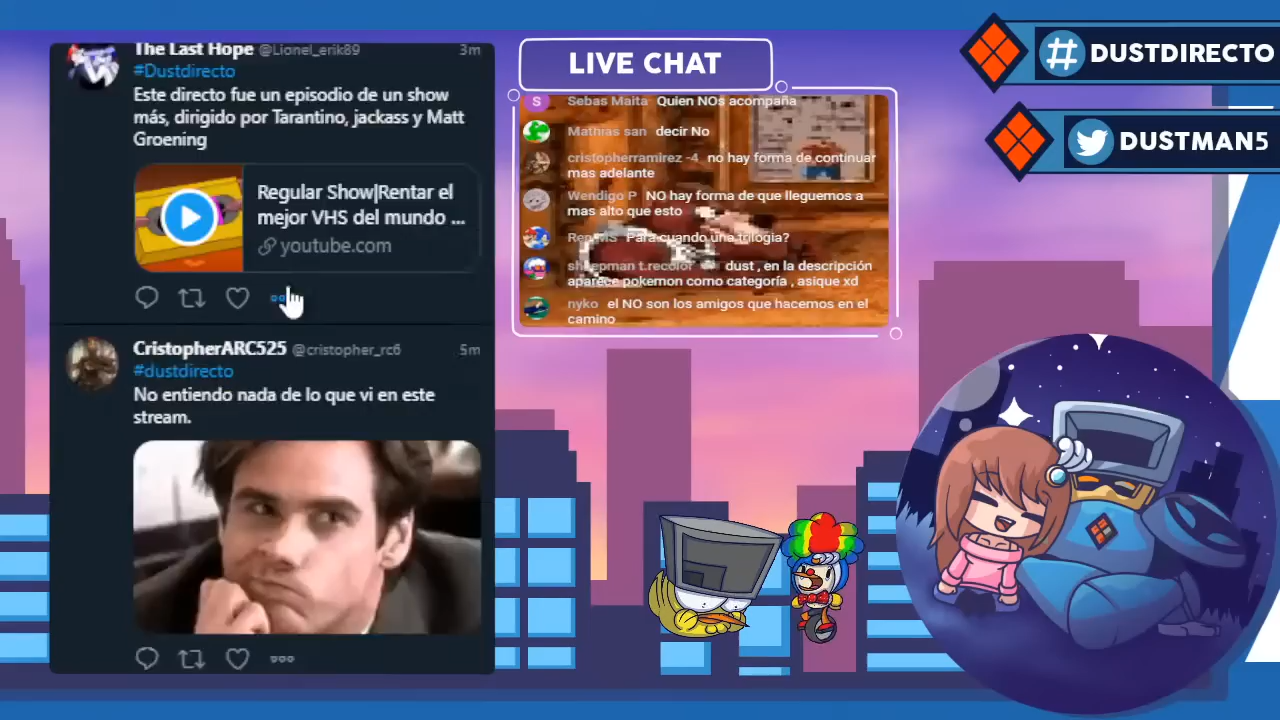 The Last Hope @Lionel_erik89 3m
#Dustdirecto
Este directo fue un episodio de un show
más, dirigido por Tarantino, jackass y Matt
Groening
Regular Show|Rentar el
mejor VHS del mundo ...
youtube.com
CristopherARC525 @cristopher_rc6 5m
#dustdirecto
No entiendo nada de lo que vi en este
stream.
LIVE CHAT
S Sebas Maita Quien NOs acompaña
Mathias san decir No
cristopherramirez -4 no hay forma de continuar
mas adelante
Wendigo P NO hay forma de que lleguemos a
mas alto que esto
Para cuando una trilogia?
t.recolor dust , en la descripción
aparece pokemon como categoría , asique xd
nyko el NO son los amigos que hacemos en el
camino
# DUSTDIRECTO
DUSTMAN5